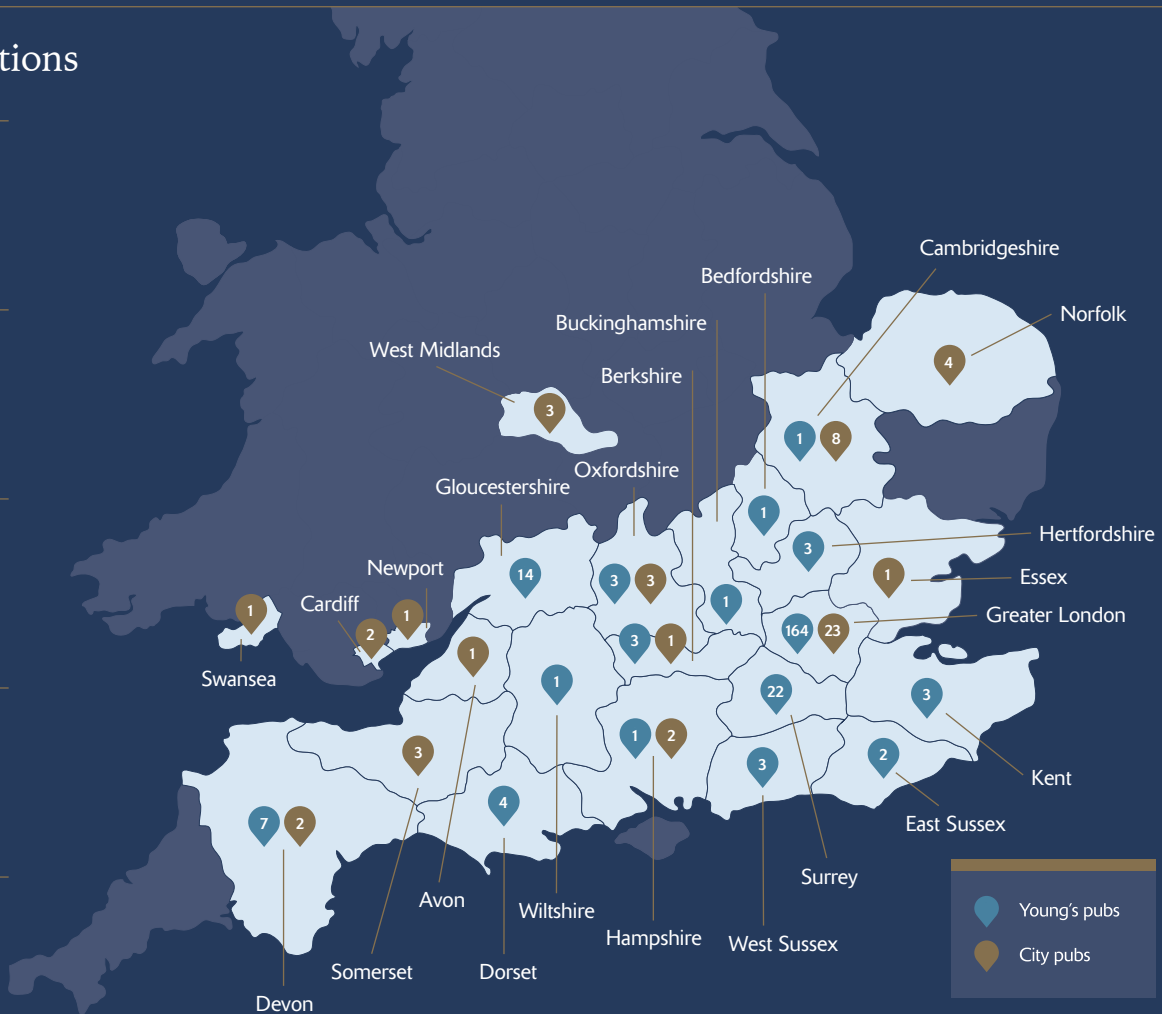 tions
Cambridgeshire
Bedfordshire
Norfolk
Buckinghamshire
West Midlands
Berkshire
4
3
1
8
Oxfordshire
Gloucestershire
1
Hertfordshire
3
Newport
14
3
3
1
Essex
Cardiff
1
1
1
Greater London
2
164
23
3
1
1
Swansea
1
22
3
3
1
2
2
3
Kent
4
7
2
East Sussex
Surrey
Avon
Wiltshire
Young's pubs
Hampshire
West Sussex
City pubs
Somerset
Dorset
Devon